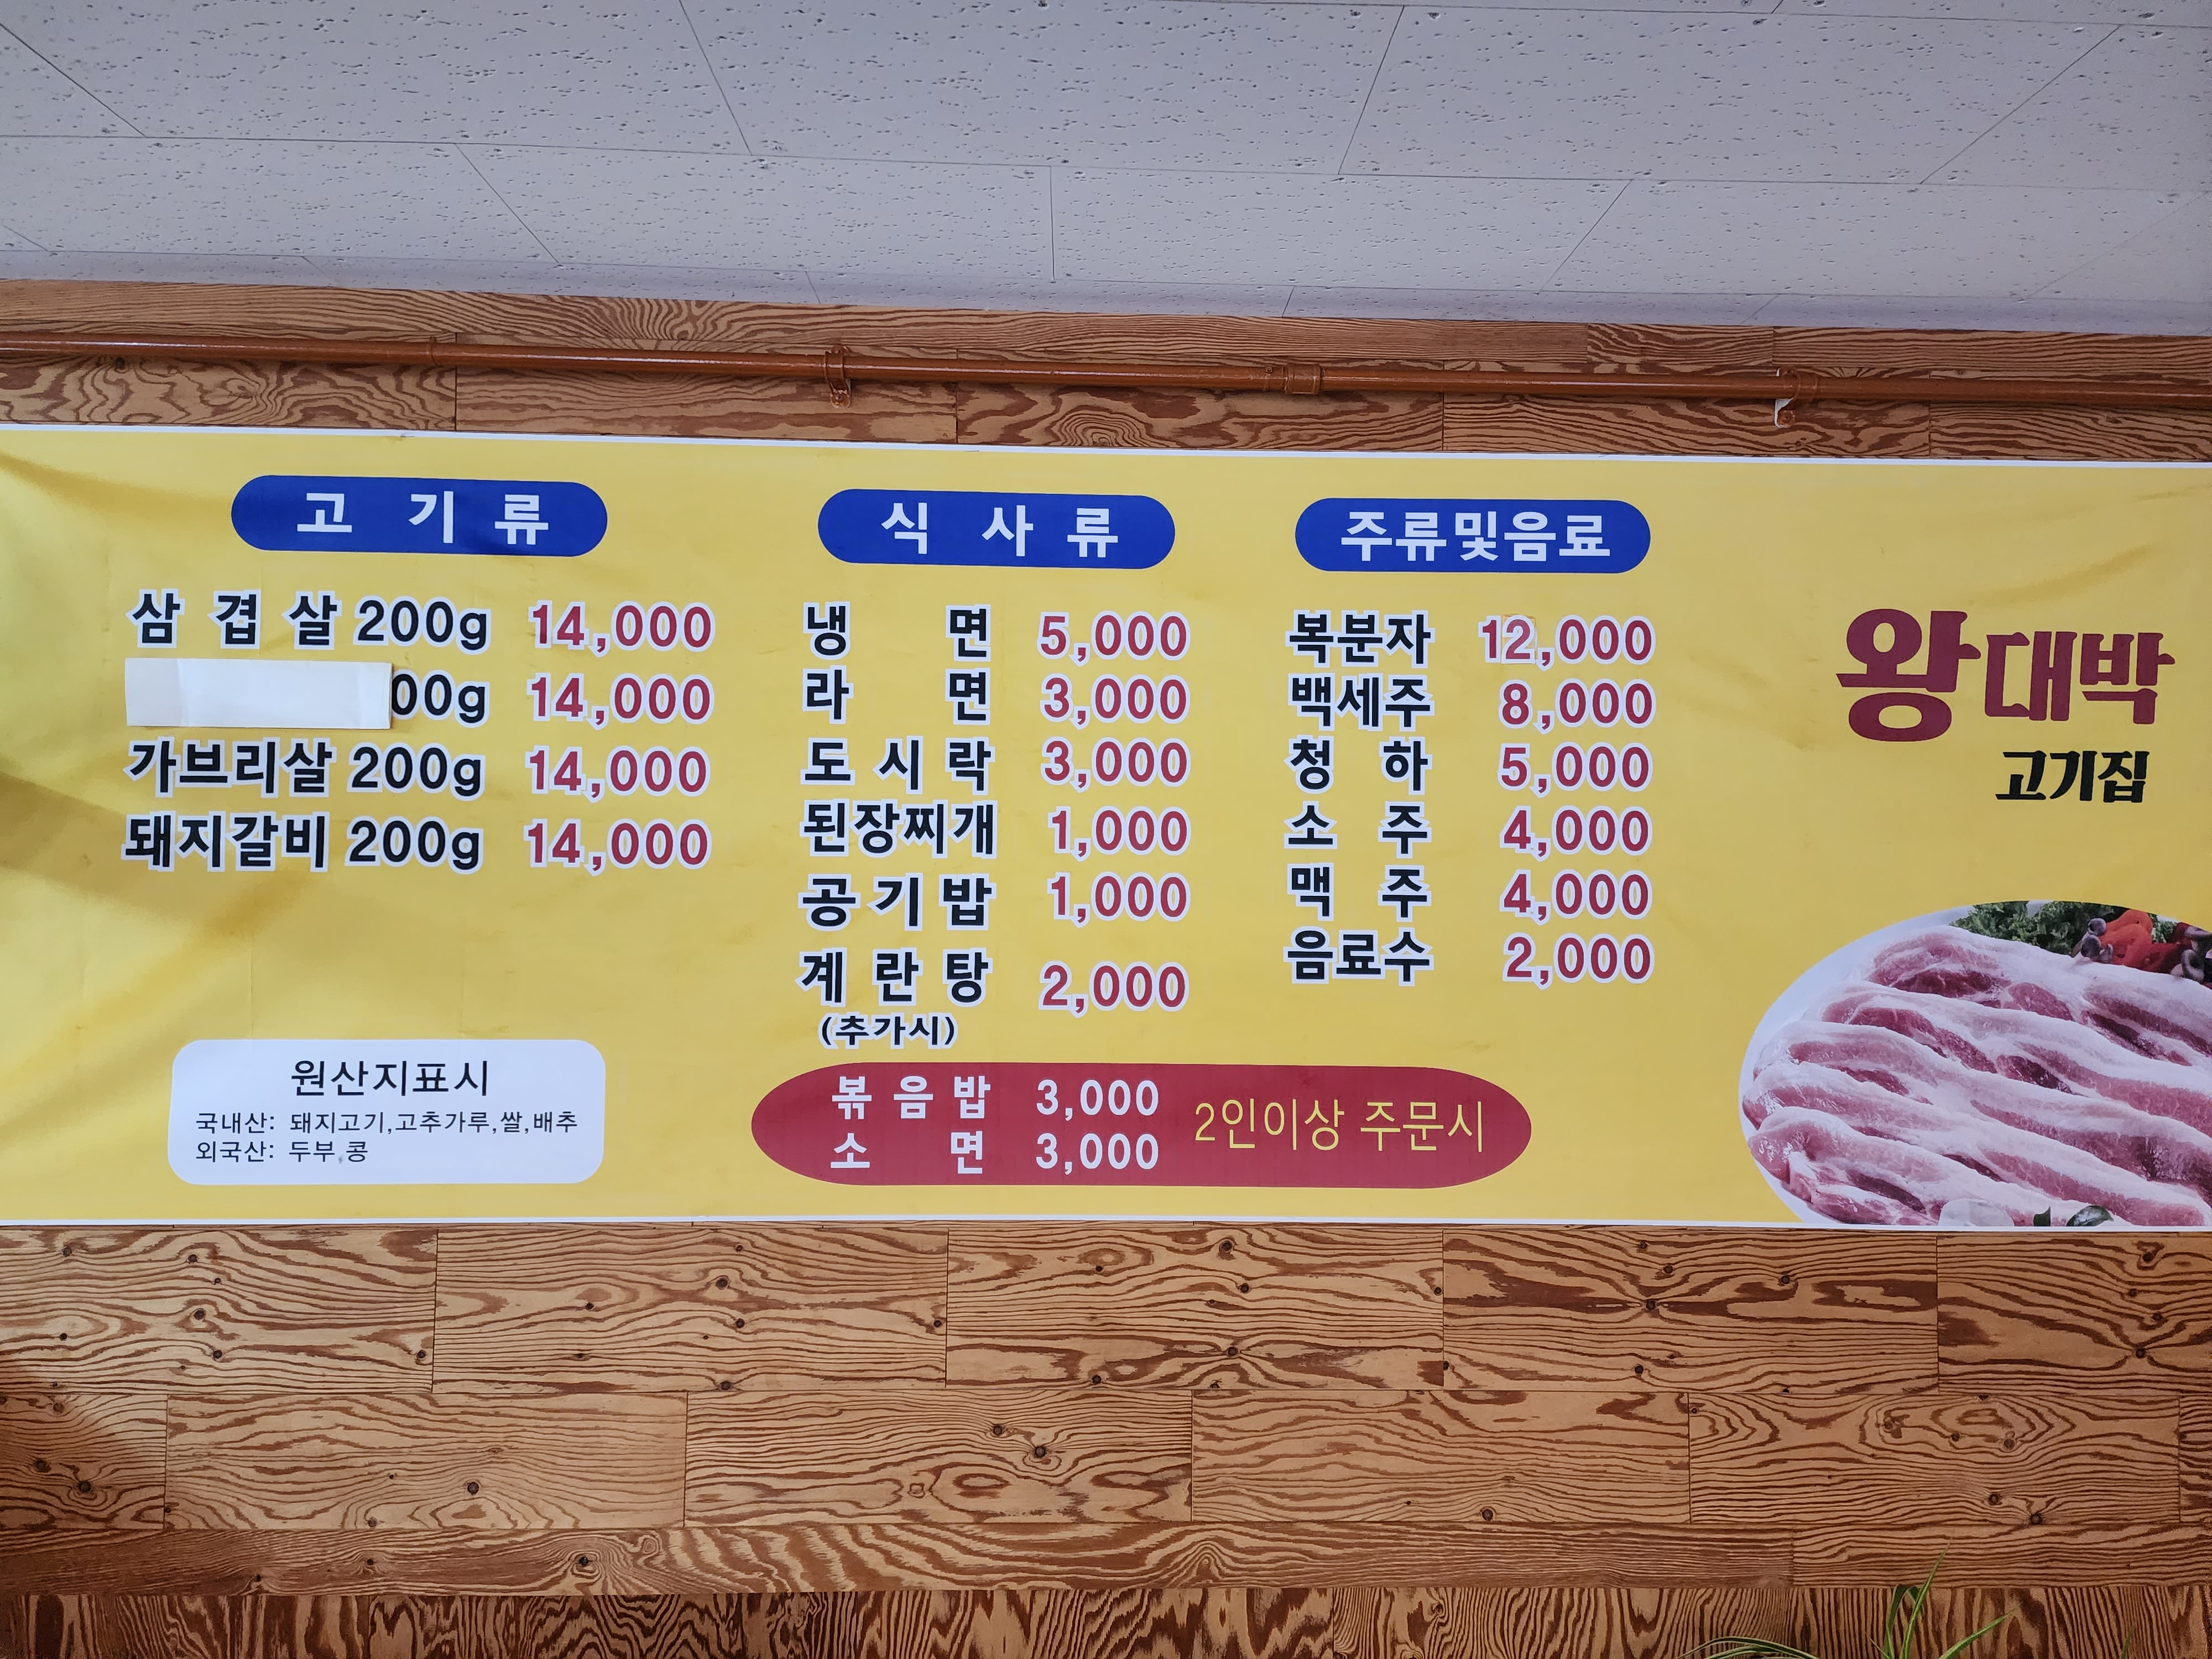 고 기 류
삼 겹 살 200g 14,000
00g 14,000
가브리살 200g 14,000
돼지갈비 200g 14,000
원산지표시
국내산: 돼지고기,고추가루,쌀,배추
외국산: 두부,콩
식 사 류
냉 면 5,000
라 면 3,000
도 시 락 3,000
된장찌개 1,000
공 기 밥 1,000
계 란 탕 2,000
(추가시)
볶 음 밥 3,000
소 면 3,000
2인이상 주문시
주류및음료
복분자 12,000
백세주 8,000
청 하 5,000
소 주 4,000
맥 주 4,000
음료수 2,000
왕대박
고기집